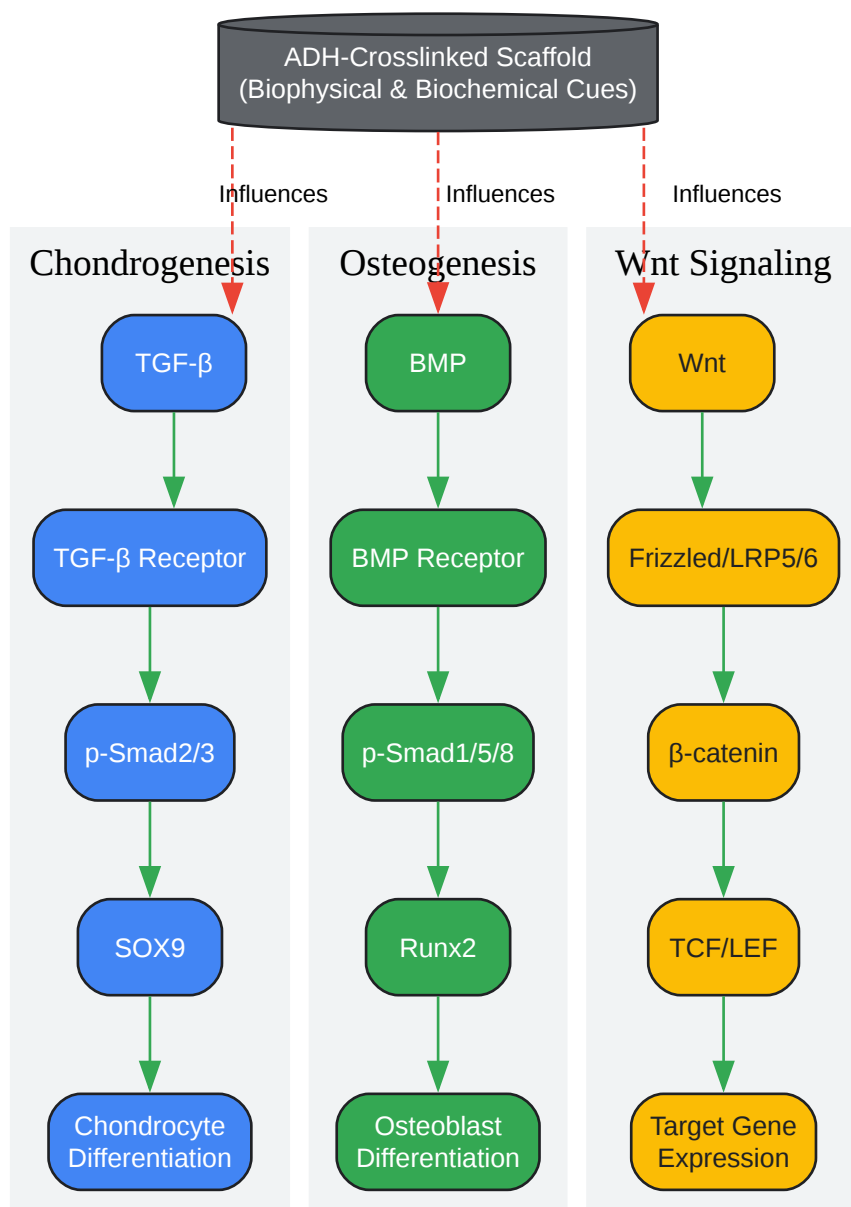 ADH-Crosslinked Scaffold
(Biophysical & Biochemical Cues)
Influences
Influences
Influences
Chondrogenesis
TGF-β
TGF-β Receptor
p-Smad2/3
SOX9
Chondrocyte
Differentiation
Osteogenesis
BMP
BMP Receptor
p-Smad1/5/8
Runx2
Osteoblast
Differentiation
Wnt Signaling
Wnt
Frizzled/LRP5/6
β-catenin
TCF/LEF
Target Gene
Expression